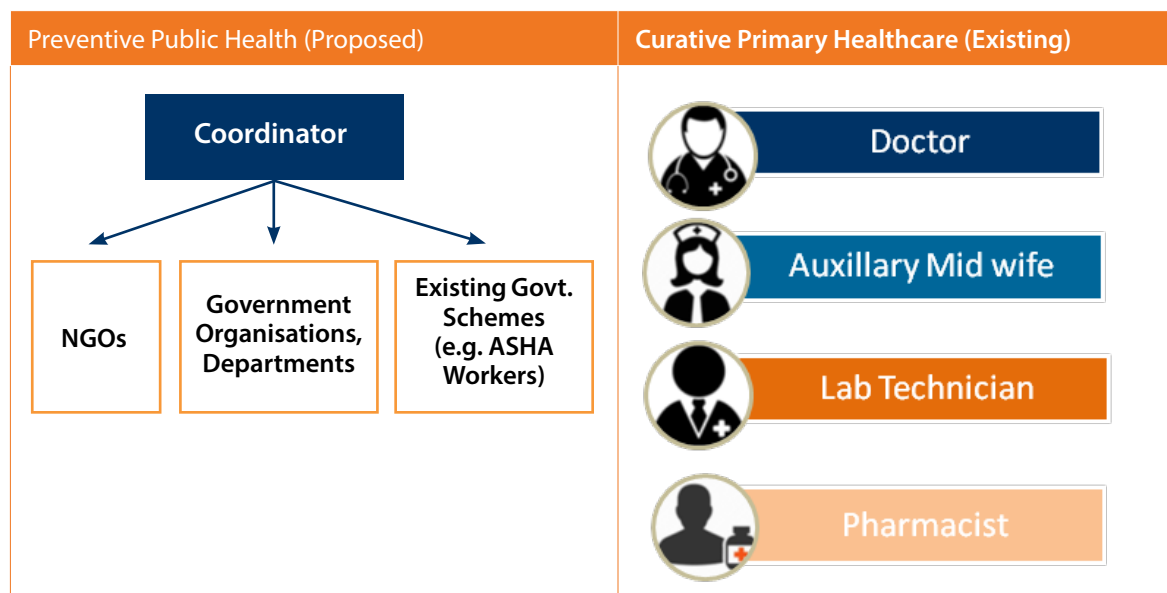 Preventive Public Health (Proposed)
Curative Primary Healthcare (Existing)
Coordinator
NGOs
Government
Organisations,
Departments
Existing Govt.
Schemes
(e.g. ASHA
Workers)
Doctor
Auxillary Mid wife
Lab Technician
Pharmacist